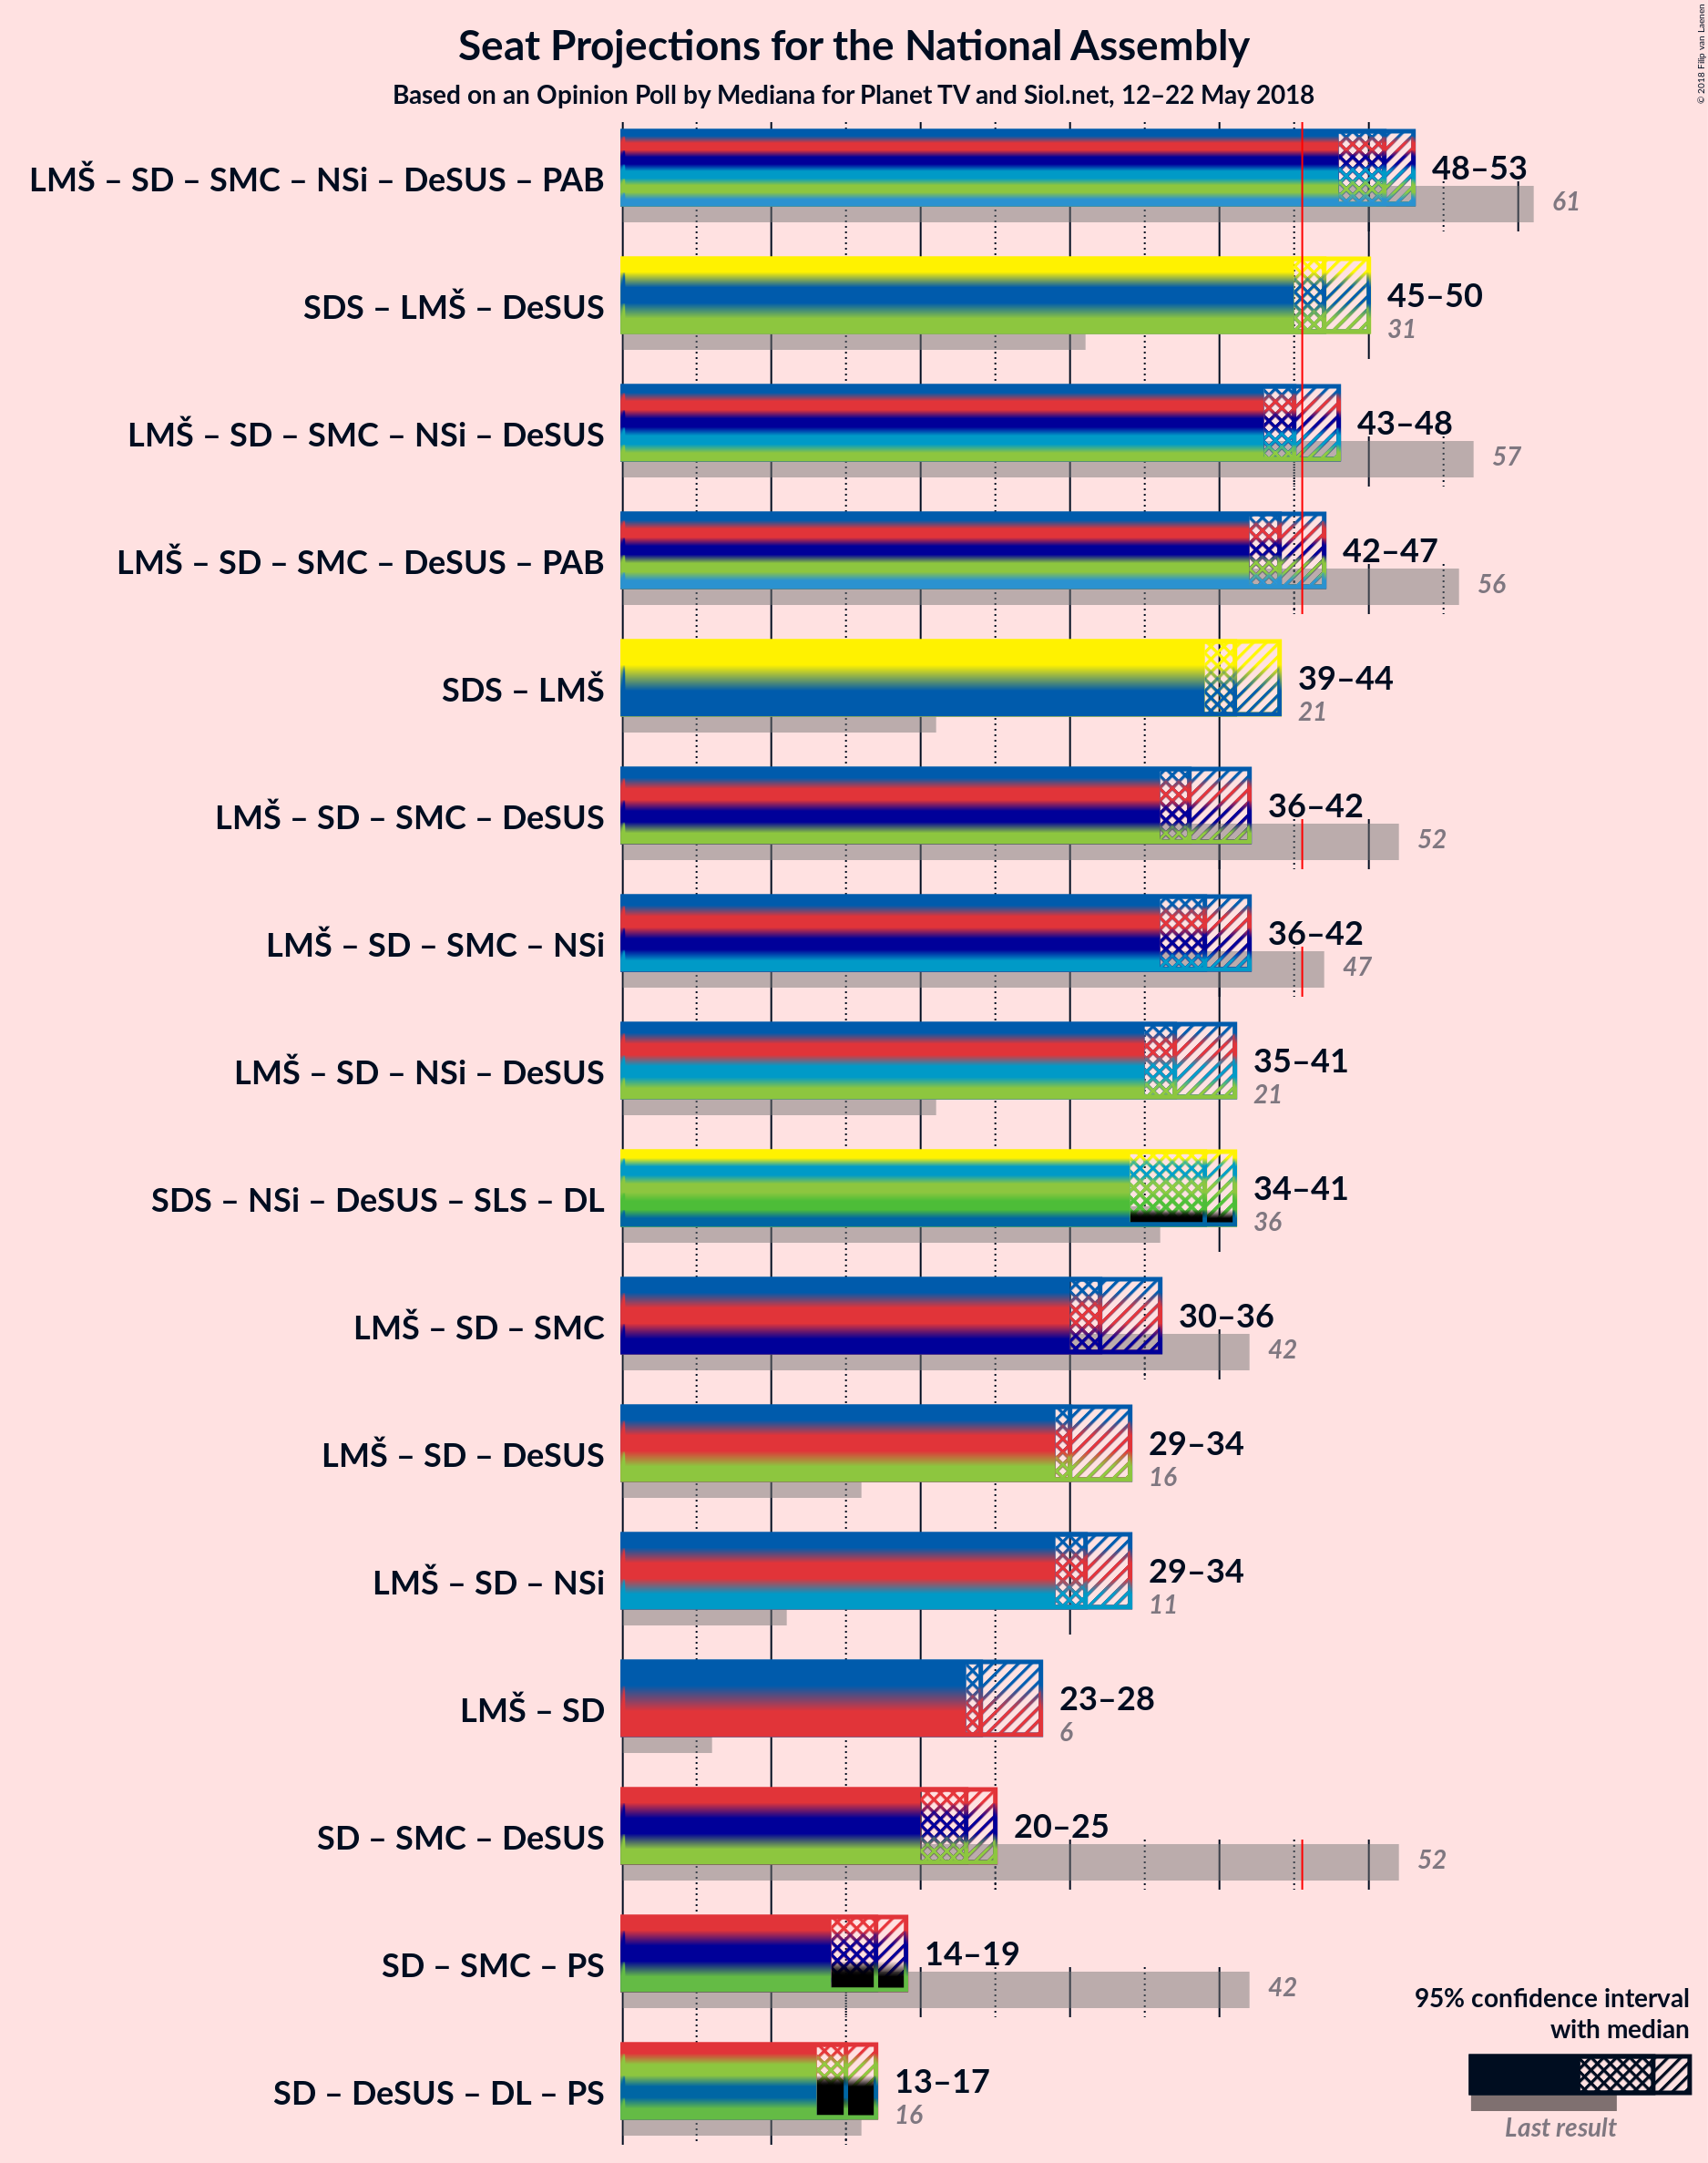 Seat Projections for the National Assembly
Based on an Opinion Poll by Mediana for Planet TV and Siol.net, 12–22 May 2018
© 2018 Filip van Laenen
LMŠ – SD – SMC – NSi – DeSUS – PAB
48–53
61
SDS – LMŠ – DeSUS
45–50
31
LMŠ – SD – SMC – NSi – DeSUS
43–48
57
LMŠ – SD – SMC – DeSUS – PAB
42–47
56
SDS – LMŠ
39–44
21
LMŠ – SD – SMC – DeSUS
36–42
52
LMŠ – SD – SMC – NSi
36–42
47
LMŠ – SD – NSi – DeSUS
35–41
21
SDS – NSi – DeSUS – SLS – DL
34–41
36
LMŠ – SD – SMC
30–36
42
LMŠ – SD – DeSUS
29–34
16
LMŠ – SD – NSi
29–34
11
LMŠ – SD
23–28
6
SD – SMC – DeSUS
20–25
52
SD – SMC – PS
14–19
42
SD – DeSUS – DL – PS
13–17
16
95% confidence interval
with median
Last result